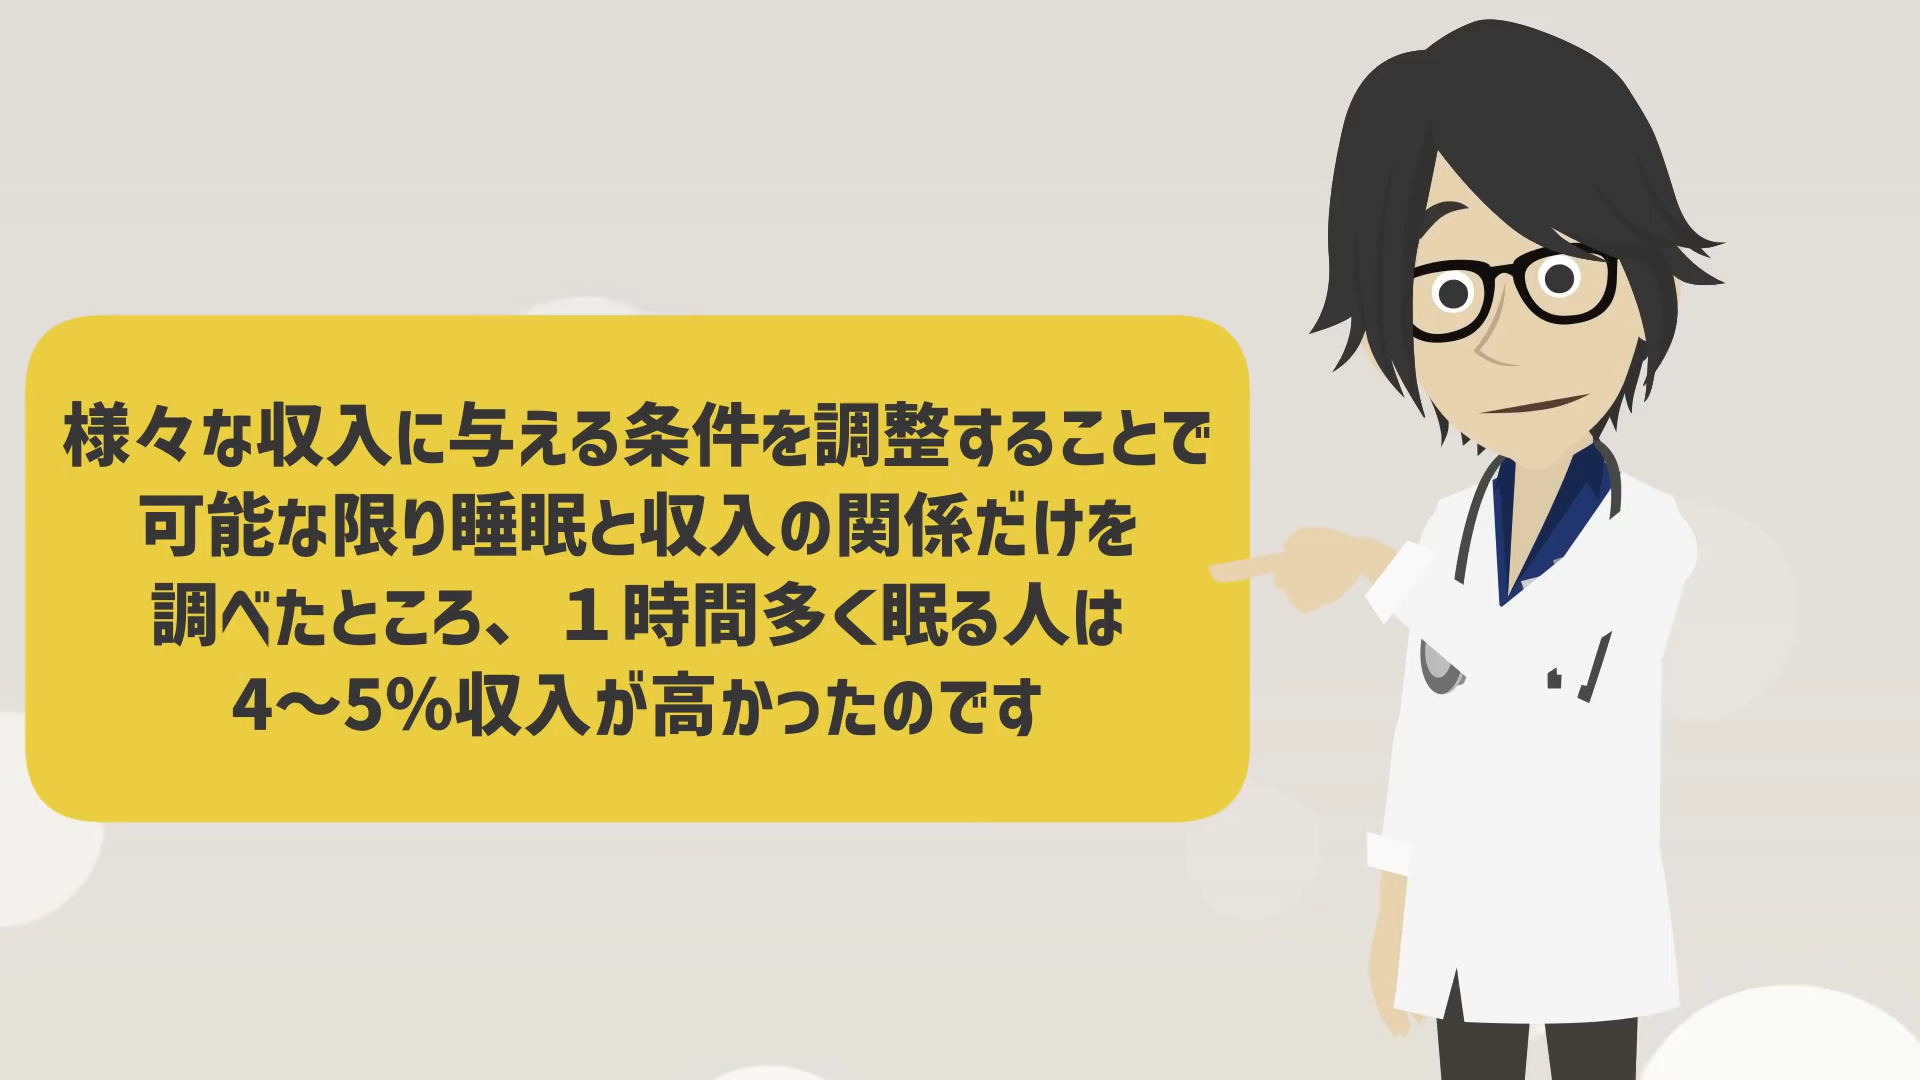 様々な収入に与える条件を調整することで
可能な限り睡眠と収入の関係だけを
調べたところ、１時間多く眠る人は
4〜5%収入が高かったのです